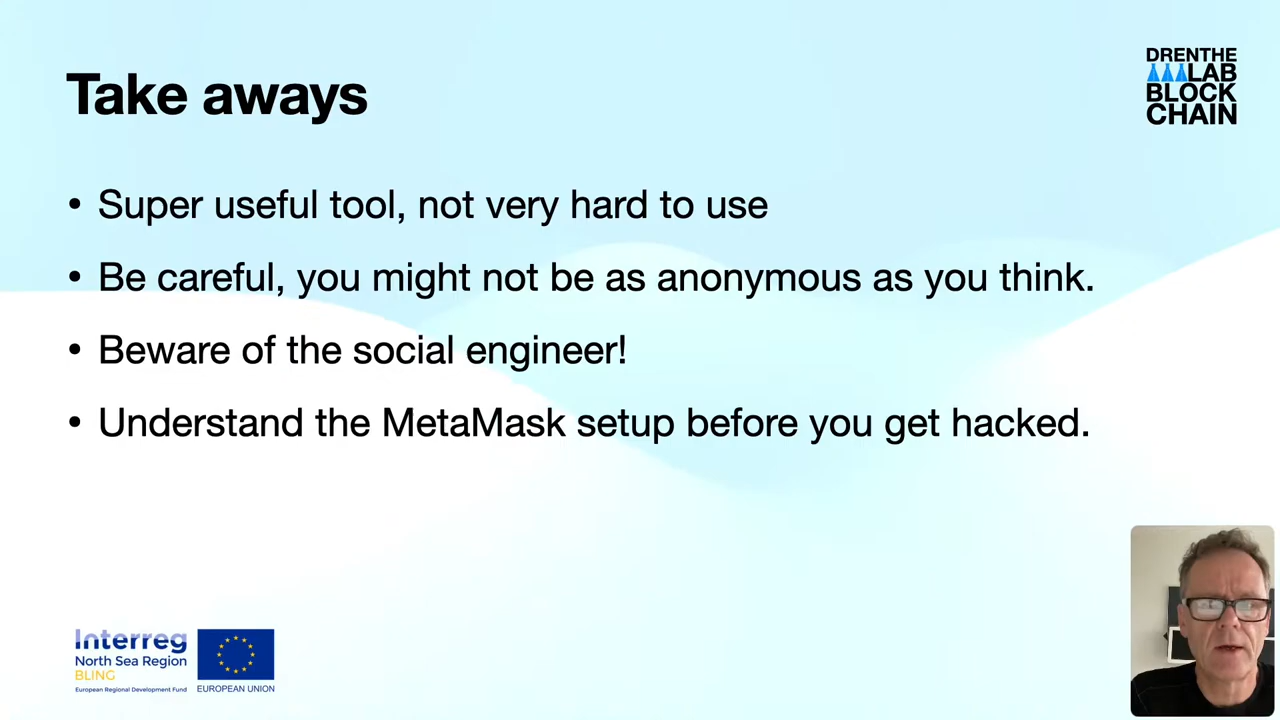 Take aways
DRENTHE
LAB
BLOCK
CHAIN
• Super useful tool, not very hard to use
• Be careful, you might not be as anonymous as you think.
• Beware of the social engineer!
• Understand the MetaMask setup before you get hacked.
Interreg
North Sea Region
BLING
European Regional Development Fund
EUROPEAN UNION